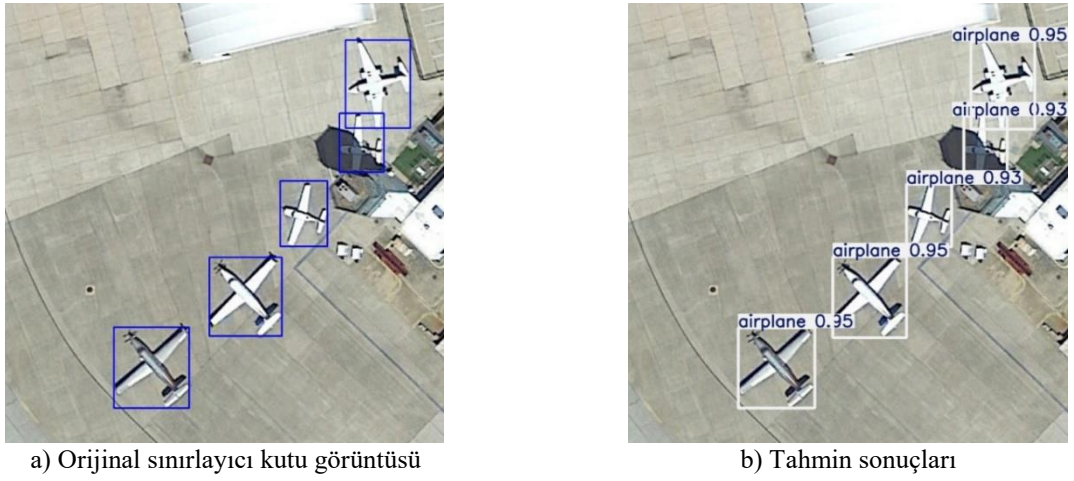 airplane 0.95
airplane 0.93
airplane 0.93
airplane 0.95
airplane 0.95
a) Orijinal sınırlayıcı kutu görüntüsü
b) Tahmin sonuçları